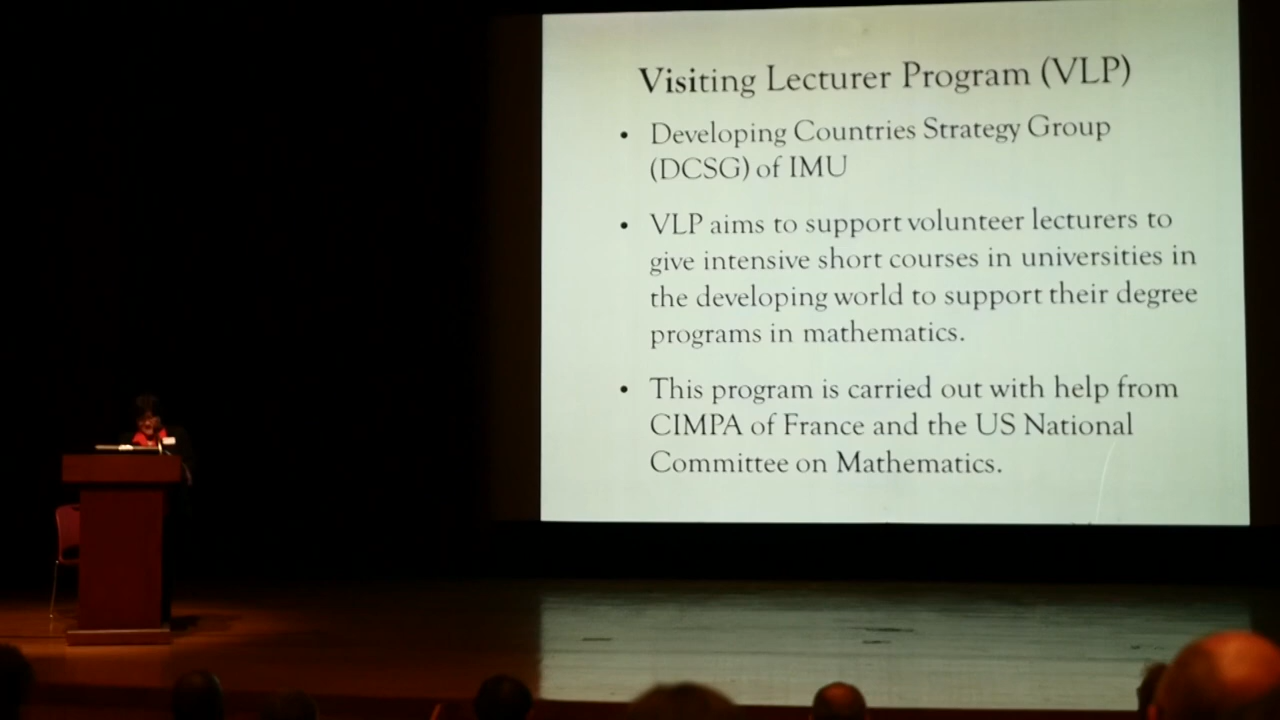 Visiting Lecturer Program (VLP)
• Developing Countries Strategy Group
(DCSG) of IMU
• VLP aims to support volunteer lecturers to
give intensive short courses in universities in
the developing world to support their degree
programs in mathematics.
• This program is carried out with help from
CIMPA of France and the US National
Committee on Mathematics.